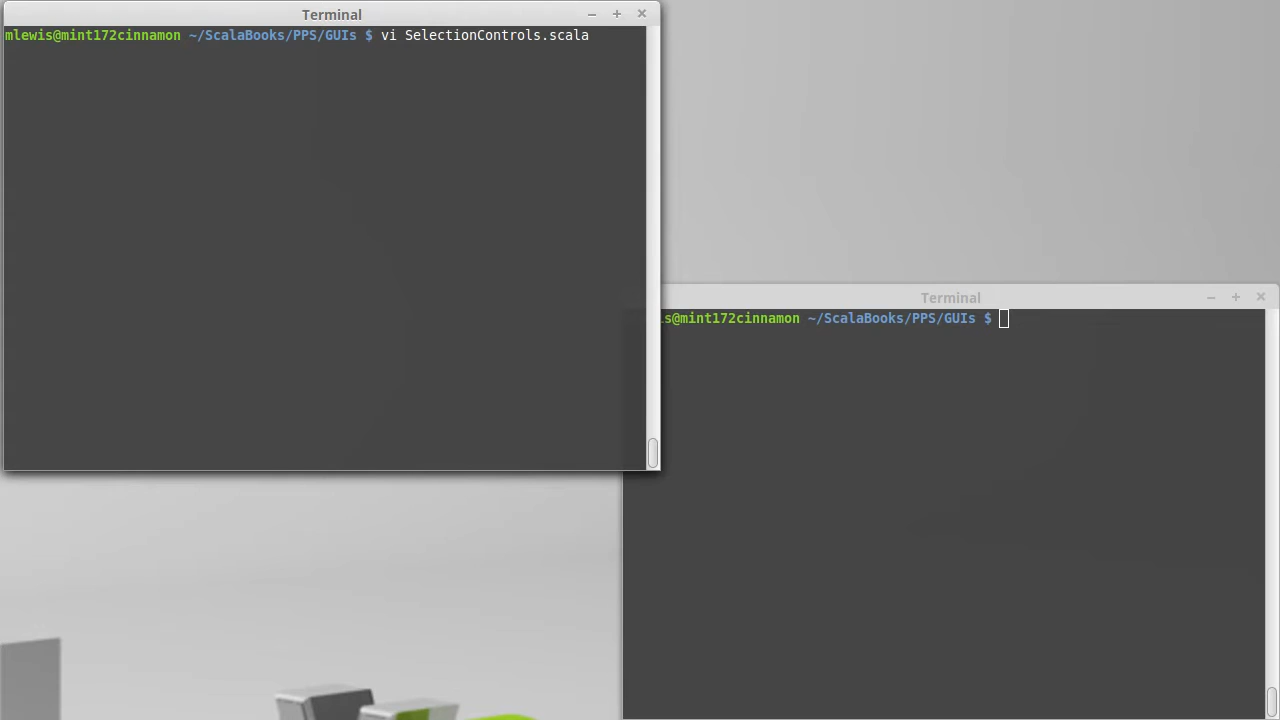 Terminal
mlewis@mint172cinnamon ~/ScalaBooks/PPS/GUIs $ vi SelectionControls.scala
Terminal
s@mint172cinnamon ~/ScalaBooks/PPS/GUIs $